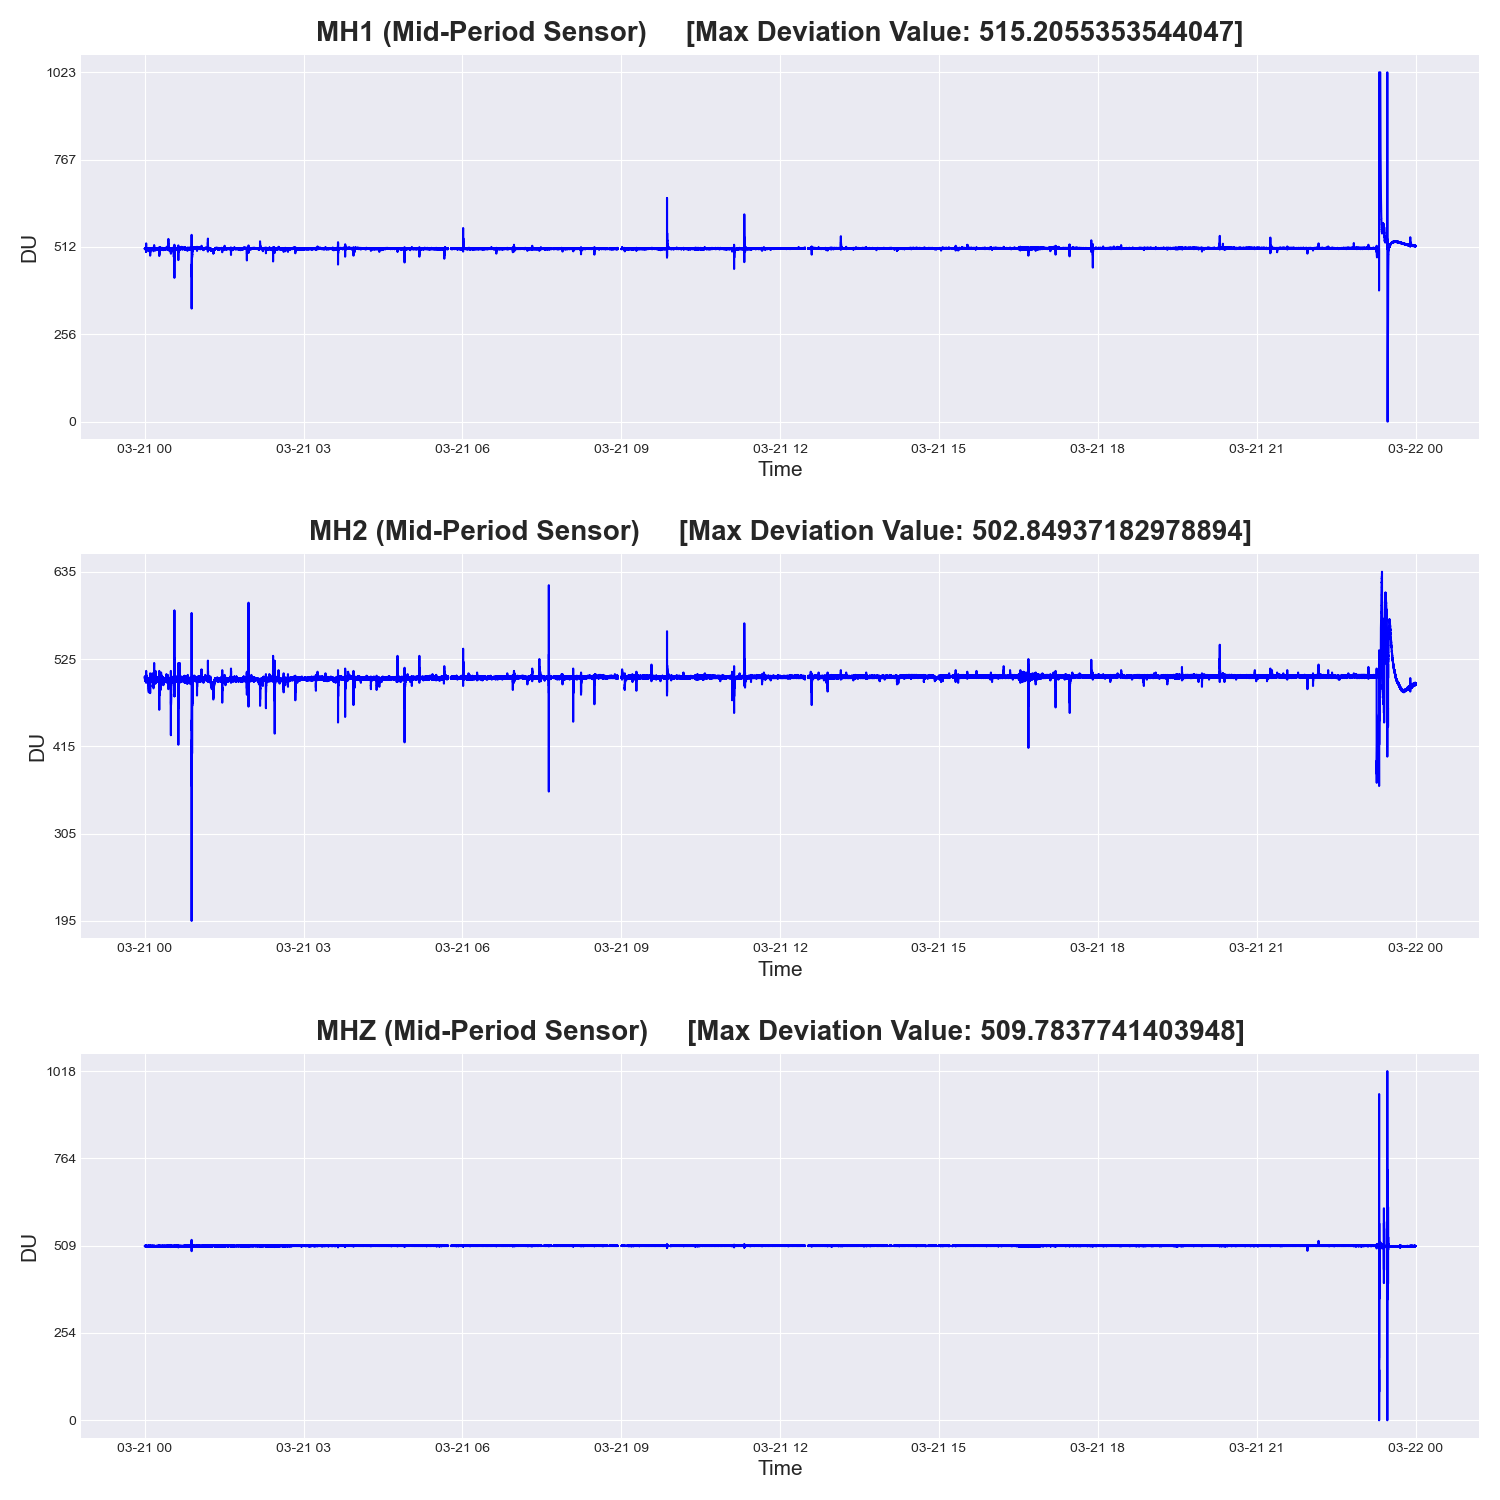 MH1 (Mid-Period Sensor) [Max Deviation Value: 515.2055353544047]
1023
767
512
256
0
DU
03-21 00 03-21 03 03-21 06 03-21 09 03-21 12 03-21 15 03-21 18 03-21 21 03-22 00
Time
MH2 (Mid-Period Sensor) [Max Deviation Value: 502.84937182978894]
635
525
415
305
195
DU
03-21 00 03-21 03 03-21 06 03-21 09 03-21 12 03-21 15 03-21 18 03-21 21 03-22 00
Time
MHZ (Mid-Period Sensor) [Max Deviation Value: 509.7837741403948]
1018
764
509
254
0
DU
03-21 00 03-21 03 03-21 06 03-21 09 03-21 12 03-21 15 03-21 18 03-21 21 03-22 00
Time